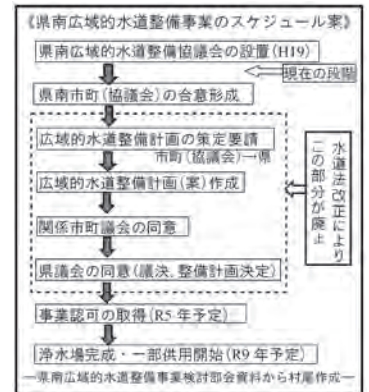 《県南広域的水道整備事業のスケジュール案》
県南広域的水道整備協議会の設置(H19)
現在の段階
県南市町(協議会)の合意形成
広域的水道整備計画の策定要請
市町(協議会)→県
広域的水道整備計画(案)作成
関係市町議会の同意
県議会の同意(議決、整備計画決定)
水道法改正により
この部分が廃止
事業認可の取得(R5年予定)
浄水場完成・一部供用開始(R9年予定)
―県南広域的水道整備事業検討部会資料から村尾作成―